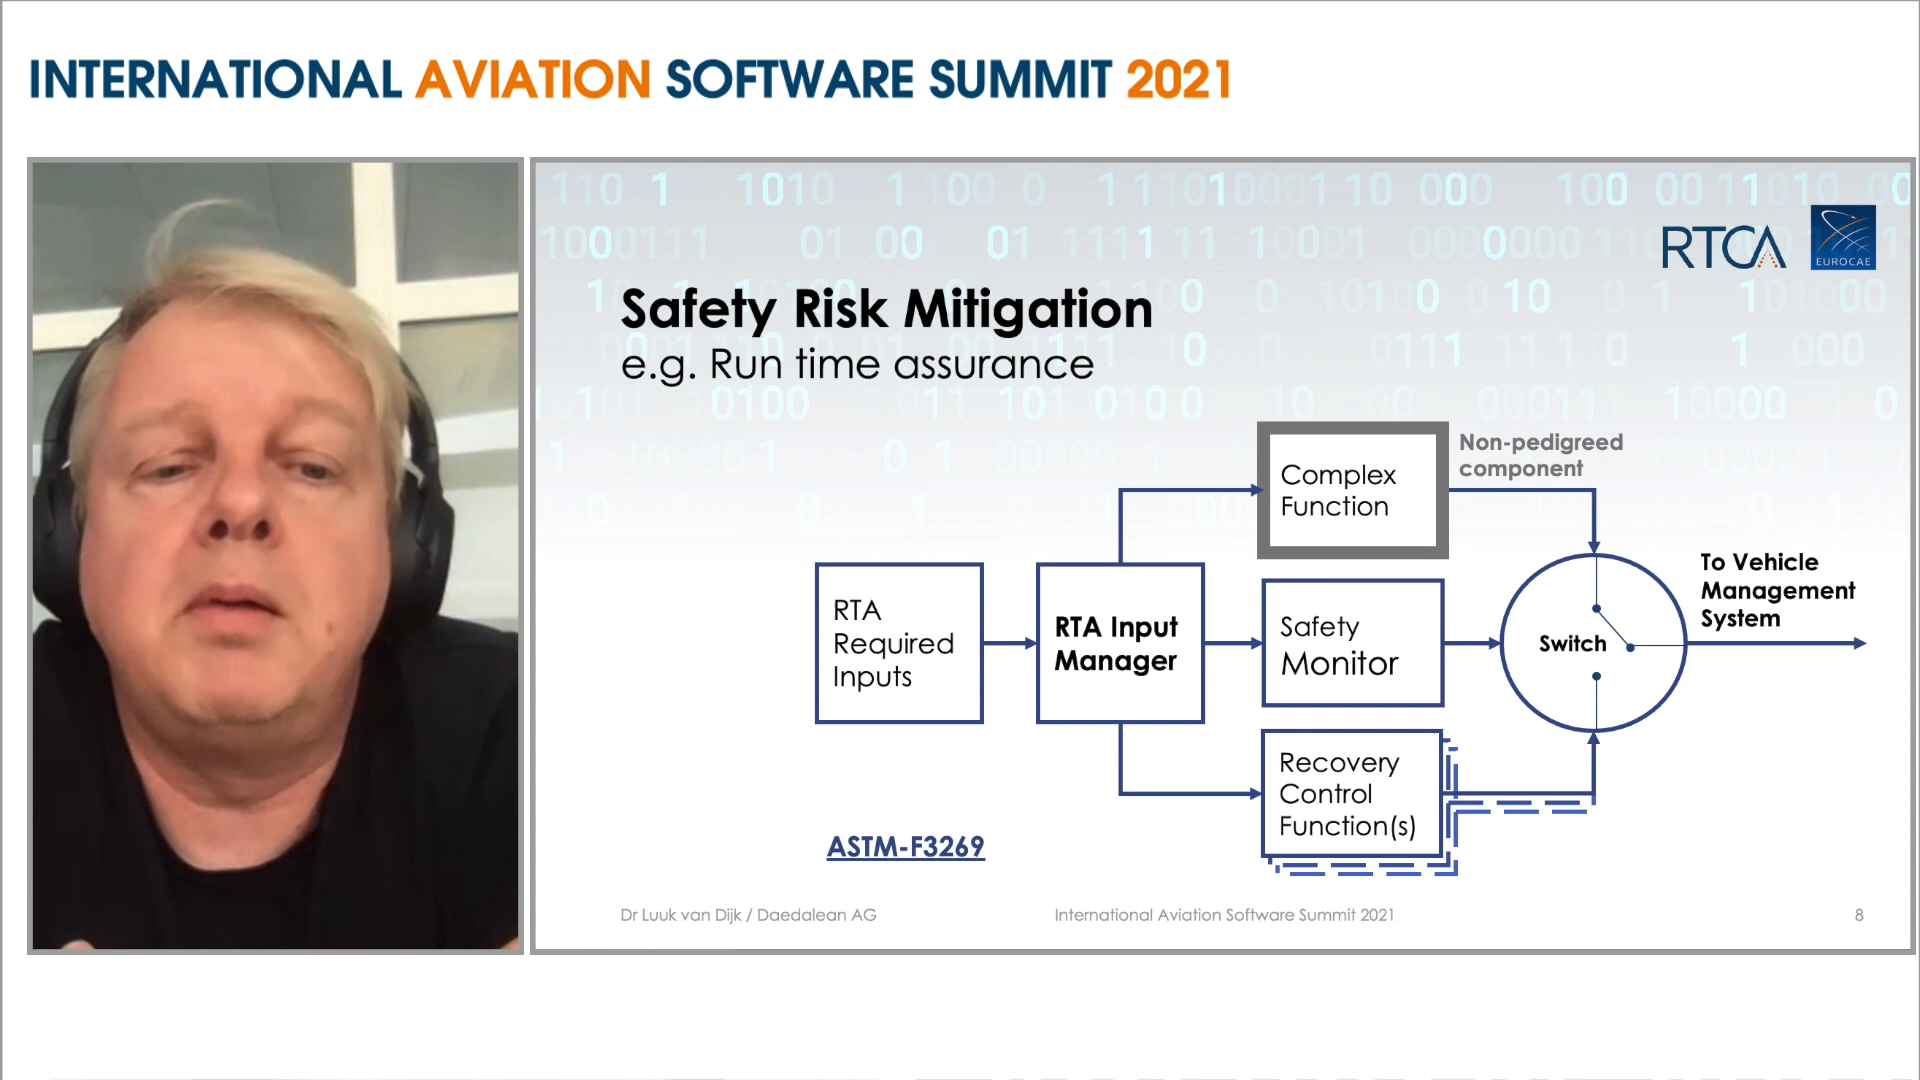 INTERNATIONAL AVIATION SOFTWARE SUMMIT 2021
RTCA
EUROCAE
Safety Risk Mitigation
e.g. Run time assurance
Complex
Function
Non-pedigreed
component
RTA
Required
Inputs
RTA Input
Manager
Safety
Monitor
Switch
To Vehicle
Management
System
Recovery
Control
Function(s)
ASTM-F3269
Dr Luuk van Dijk / Daedalean AG
International Aviation Software Summit 2021
8